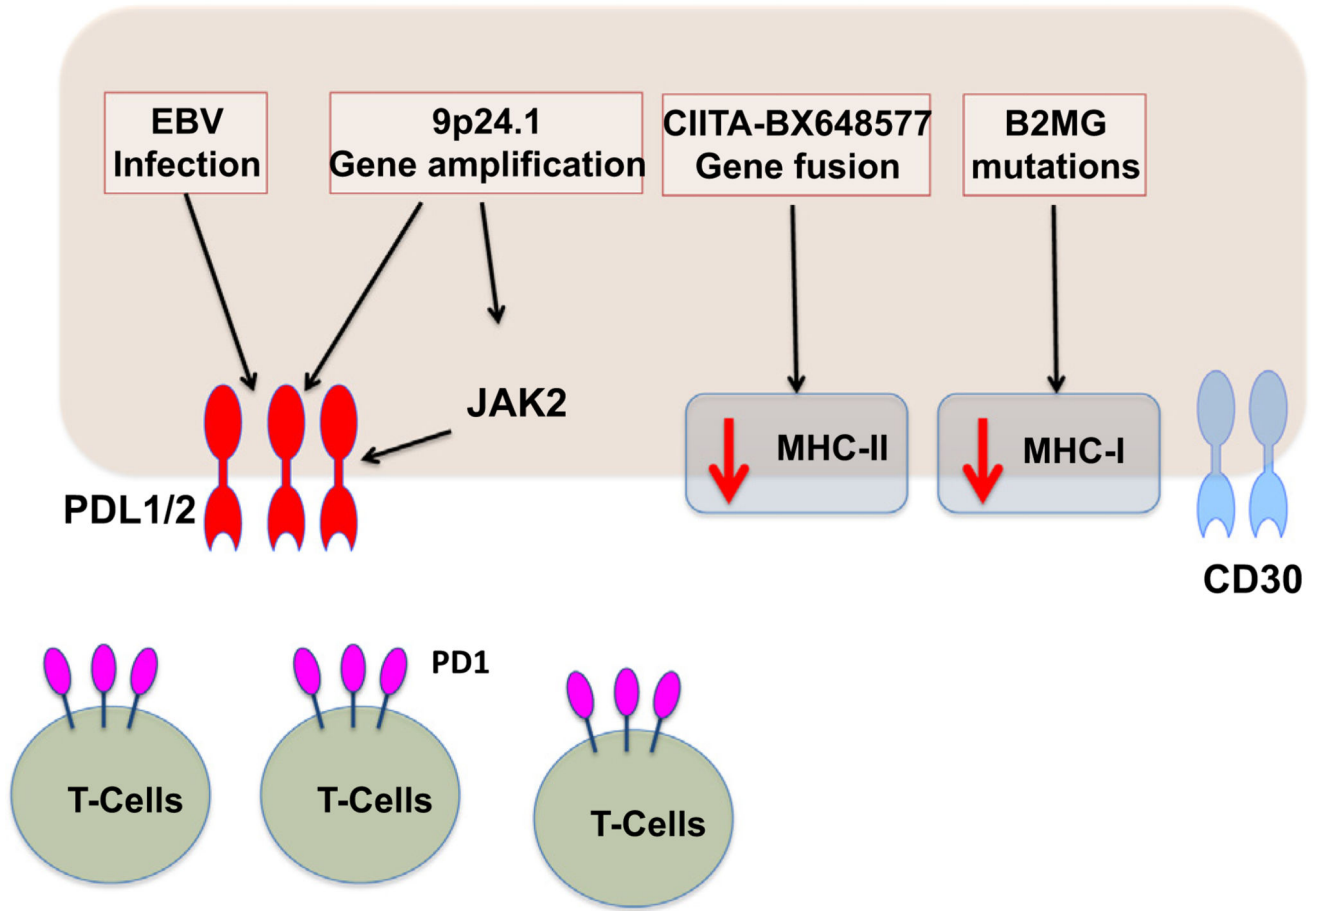 EBV
Infection
9p24.1
Gene amplification
CIITA-BX648577
Gene fusion
B2MG
mutations
JAK2
MHC-II
MHC-I
PDL1/2
CD30
PD1
T-Cells
T-Cells
T-Cells